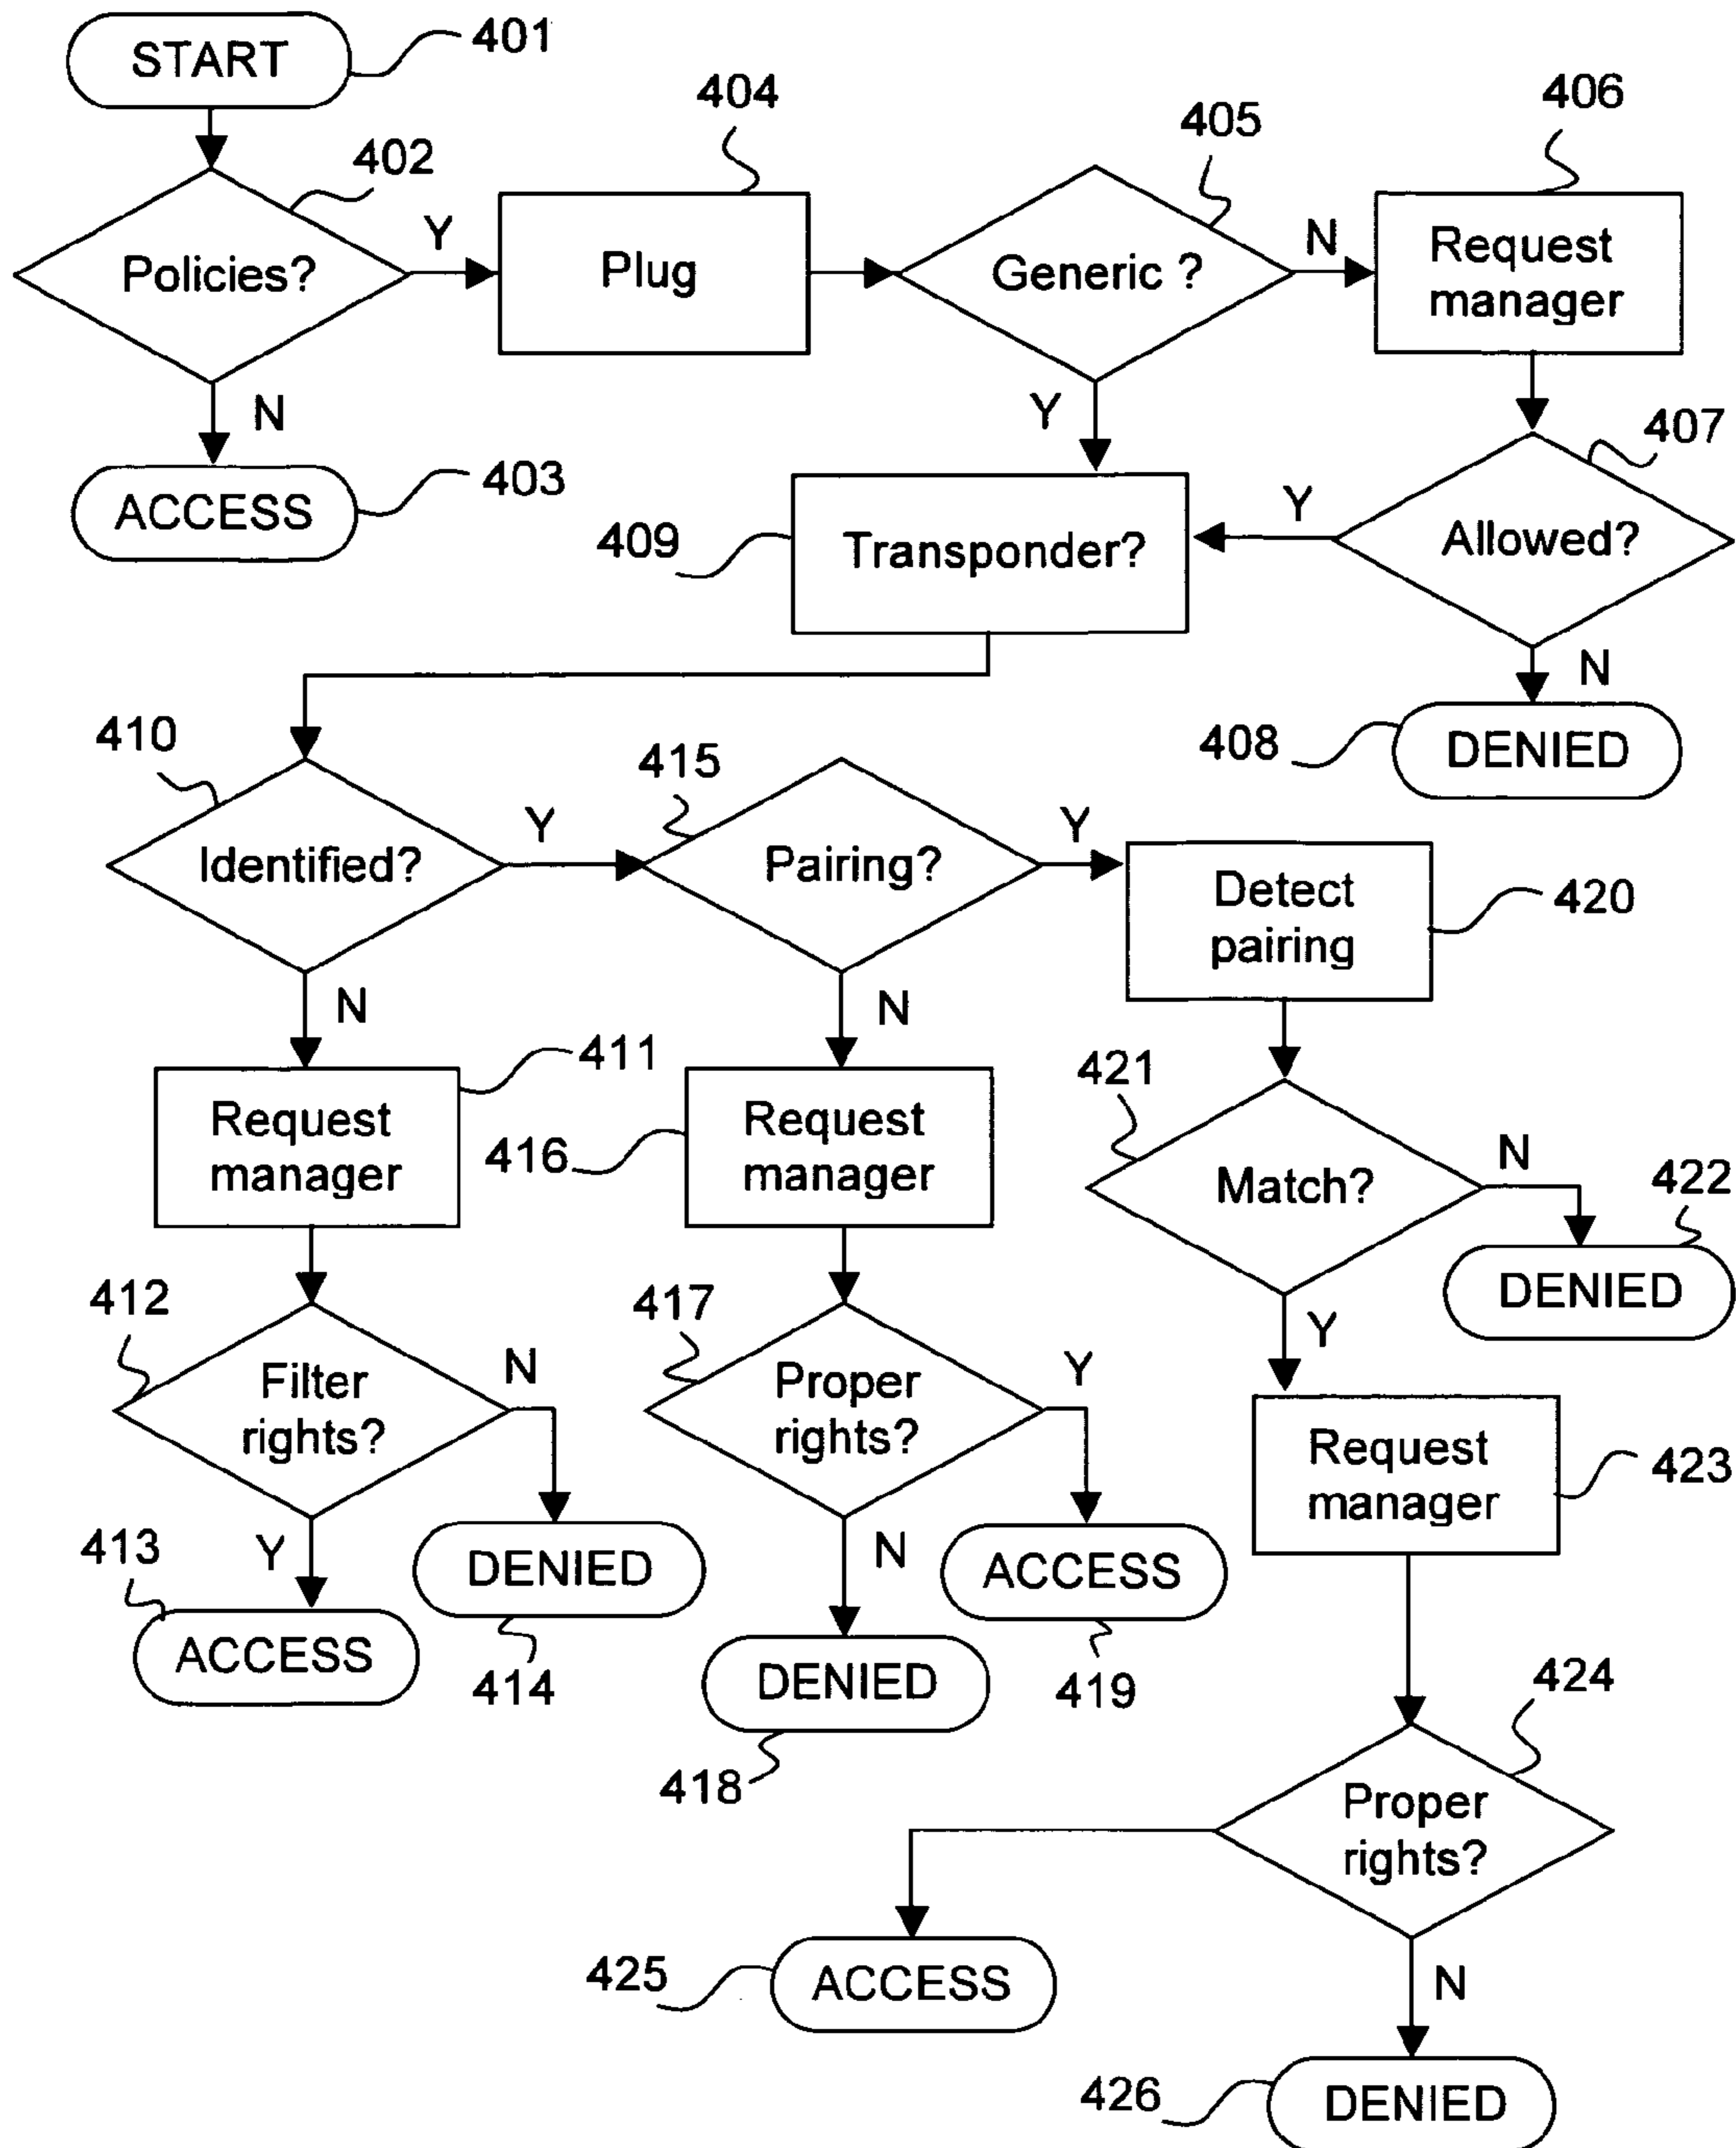 START
401
402
Policies?
Y
N
ACCESS
403
404
Plug
405
Generic ?
N
Y
406
Request
manager
407
Allowed?
Y
N
408
DENIED
409
Transponder?
410
Identified?
Y
N
411
Request
manager
412
Filter
rights?
N
Y
413
ACCESS
DENIED
414
415
Pairing?
Y
N
416
Request
manager
417
Proper
rights?
Y
N
ACCESS
419
DENIED
418
Detect
pairing
420
421
Match?
N
422
DENIED
Y
Request
manager
423
424
Proper
rights?
425
ACCESS
N
426
DENIED